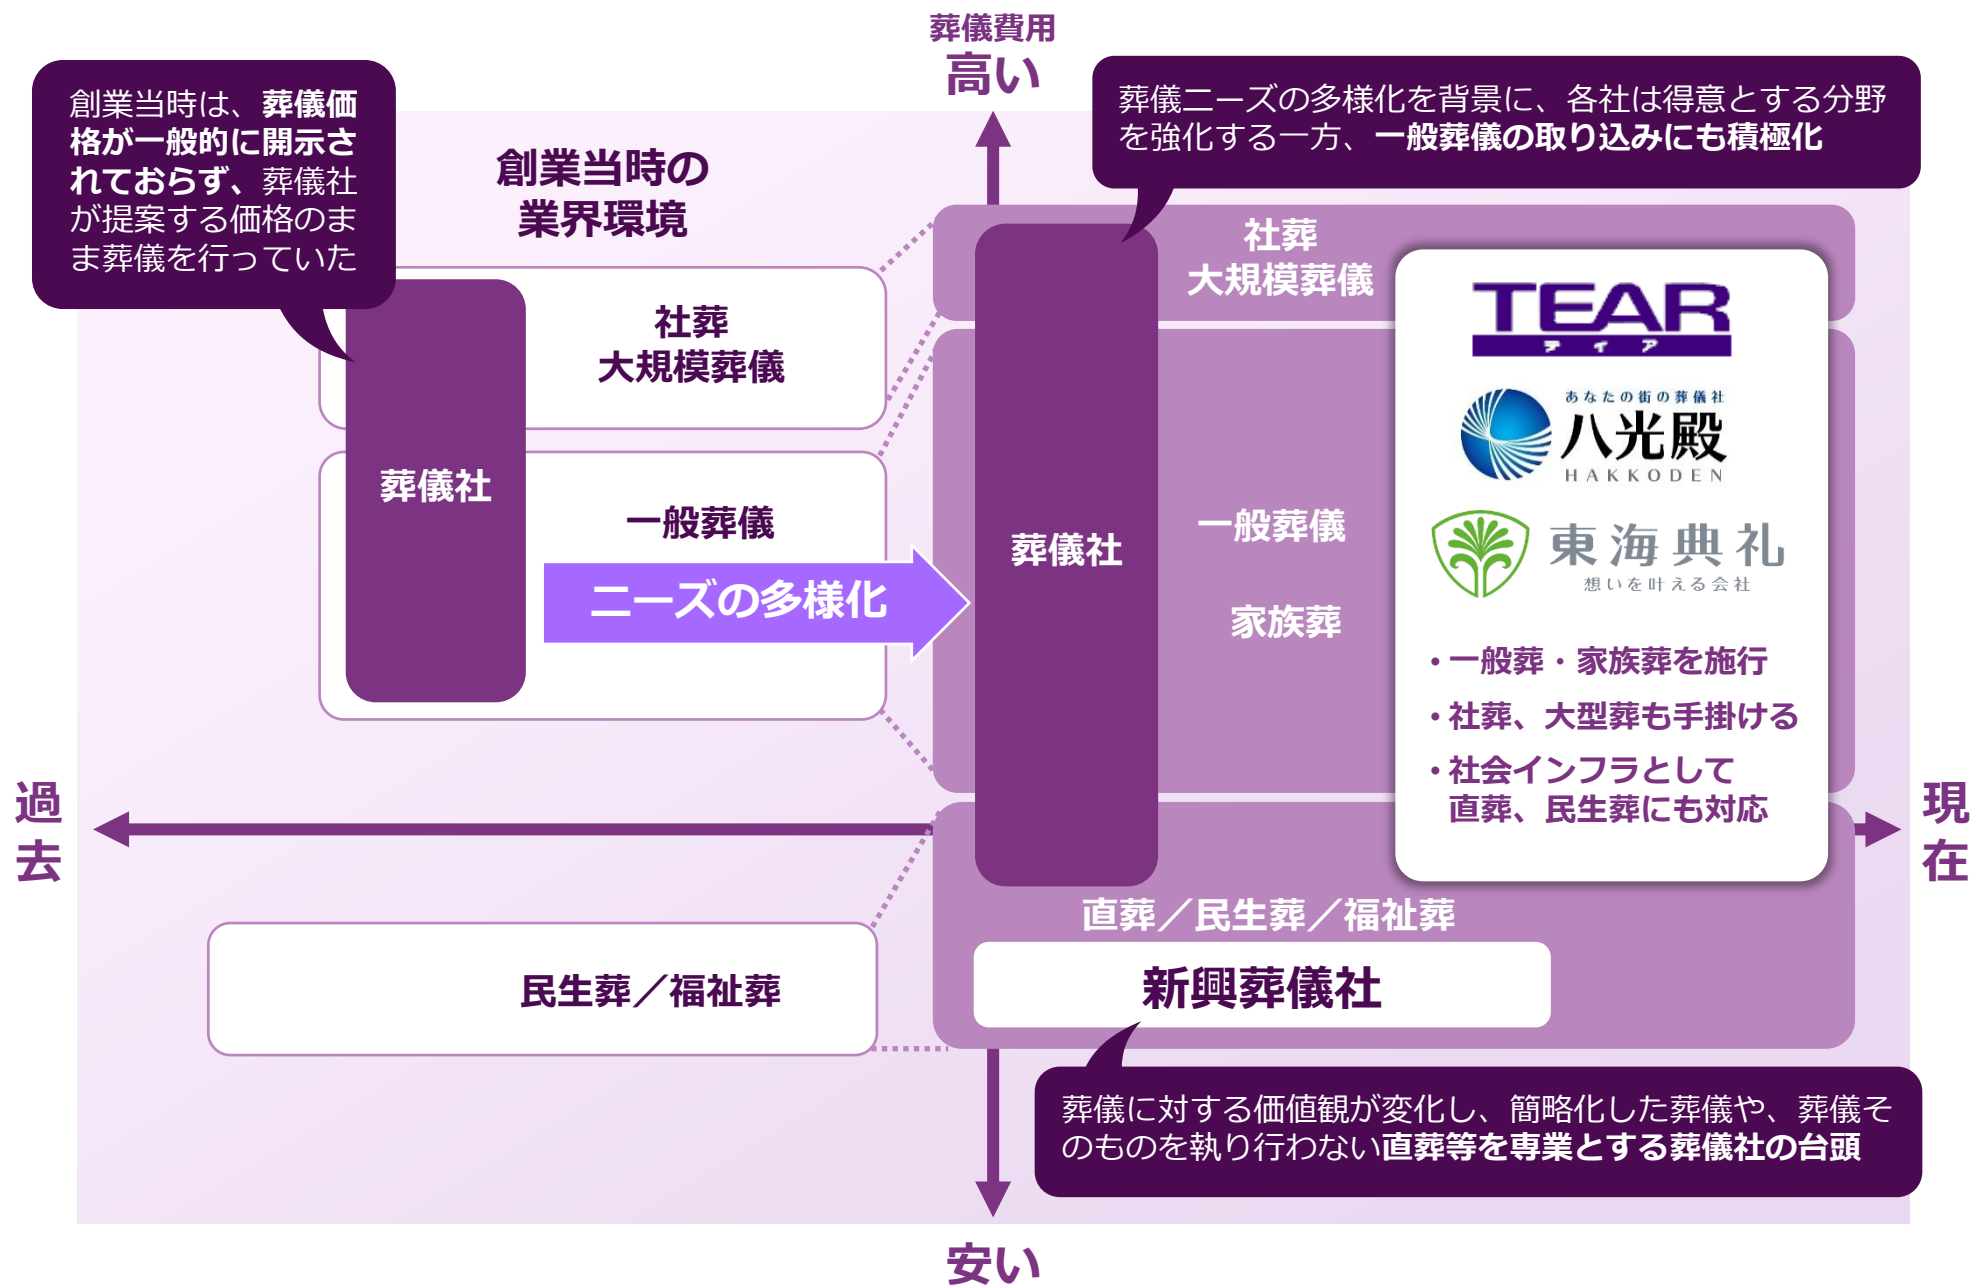 葬儀費用
高い
創業当時は、葬儀価
格が一般的に開示さ
れておらず、葬儀社
が提案する価格のま
ま葬儀を行っていた
創業当時の
業界環境
葬儀ニーズの多様化を背景に、各社は得意とする分野
を強化する一方、一般葬儀の取り込みにも積極化
社葬
大規模葬儀
葬儀社
一般葬儀
ニーズの多様化
民生葬／福祉葬
社葬
大規模葬儀
葬儀社
一般葬儀
家族葬
TEAR
ティア
あなたの街の葬儀社
八光殿
HAKKODEN
東海典礼
想いを叶える会社
・一般葬・家族葬を施行
・社葬、大型葬も手掛ける
・社会インフラとして
直葬、民生葬にも対応
過去
現在
直葬／民生葬／福祉葬
新興葬儀社
葬儀に対する価値観が変化し、簡略化した葬儀や、葬儀そ
のものを執り行わない直葬等を専業とする葬儀社の台頭
安い